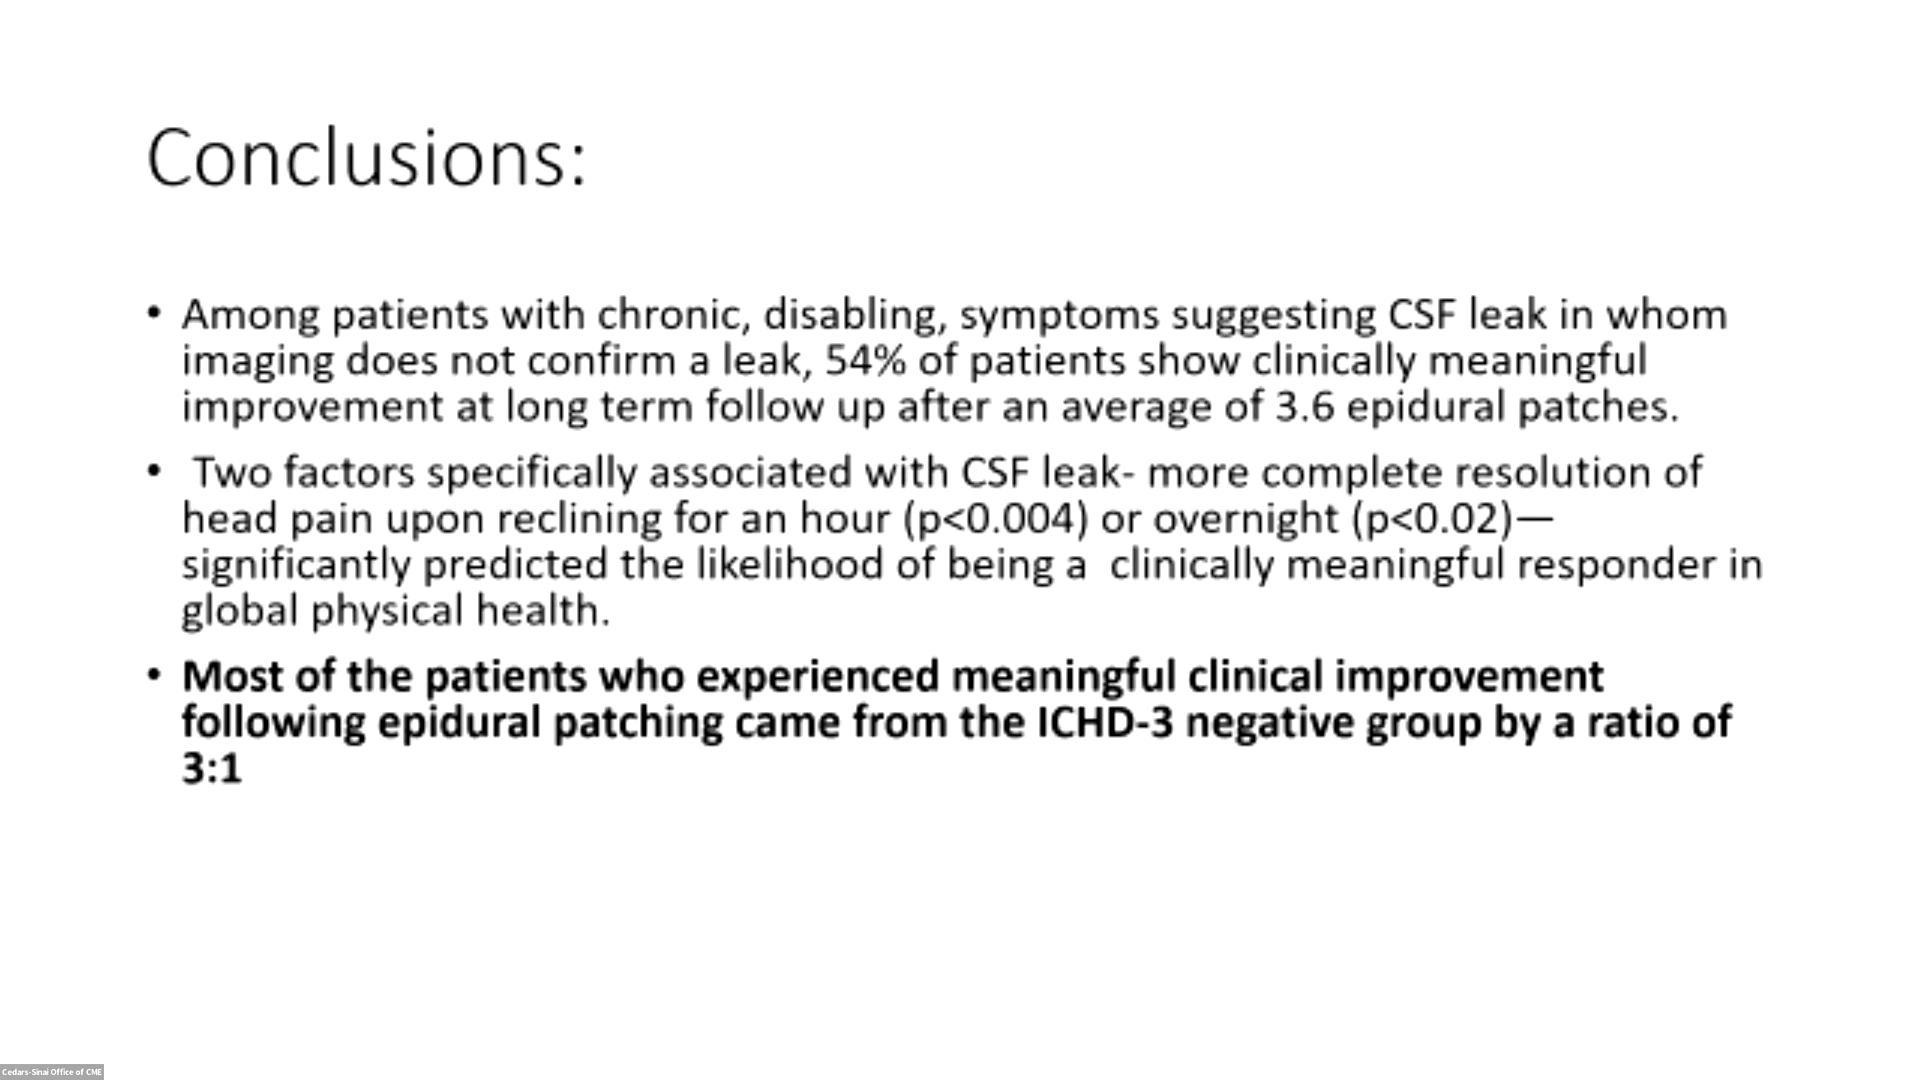 Conclusions:
• Among patients with chronic, disabling, symptoms suggesting CSF leak in whom
imaging does not confirm a leak, 54% of patients show clinically meaningful
improvement at long term follow up after an average of 3.6 epidural patches.
• Two factors specifically associated with CSF leak- more complete resolution of
head pain upon reclining for an hour (p<0.004) or overnight (p<0.02)—
significantly predicted the likelihood of being a  clinically meaningful responder in
global physical health.
• Most of the patients who experienced meaningful clinical improvement
following epidural patching came from the ICHD-3 negative group by a ratio of
3:1
Cedars-Sinai Office of CME